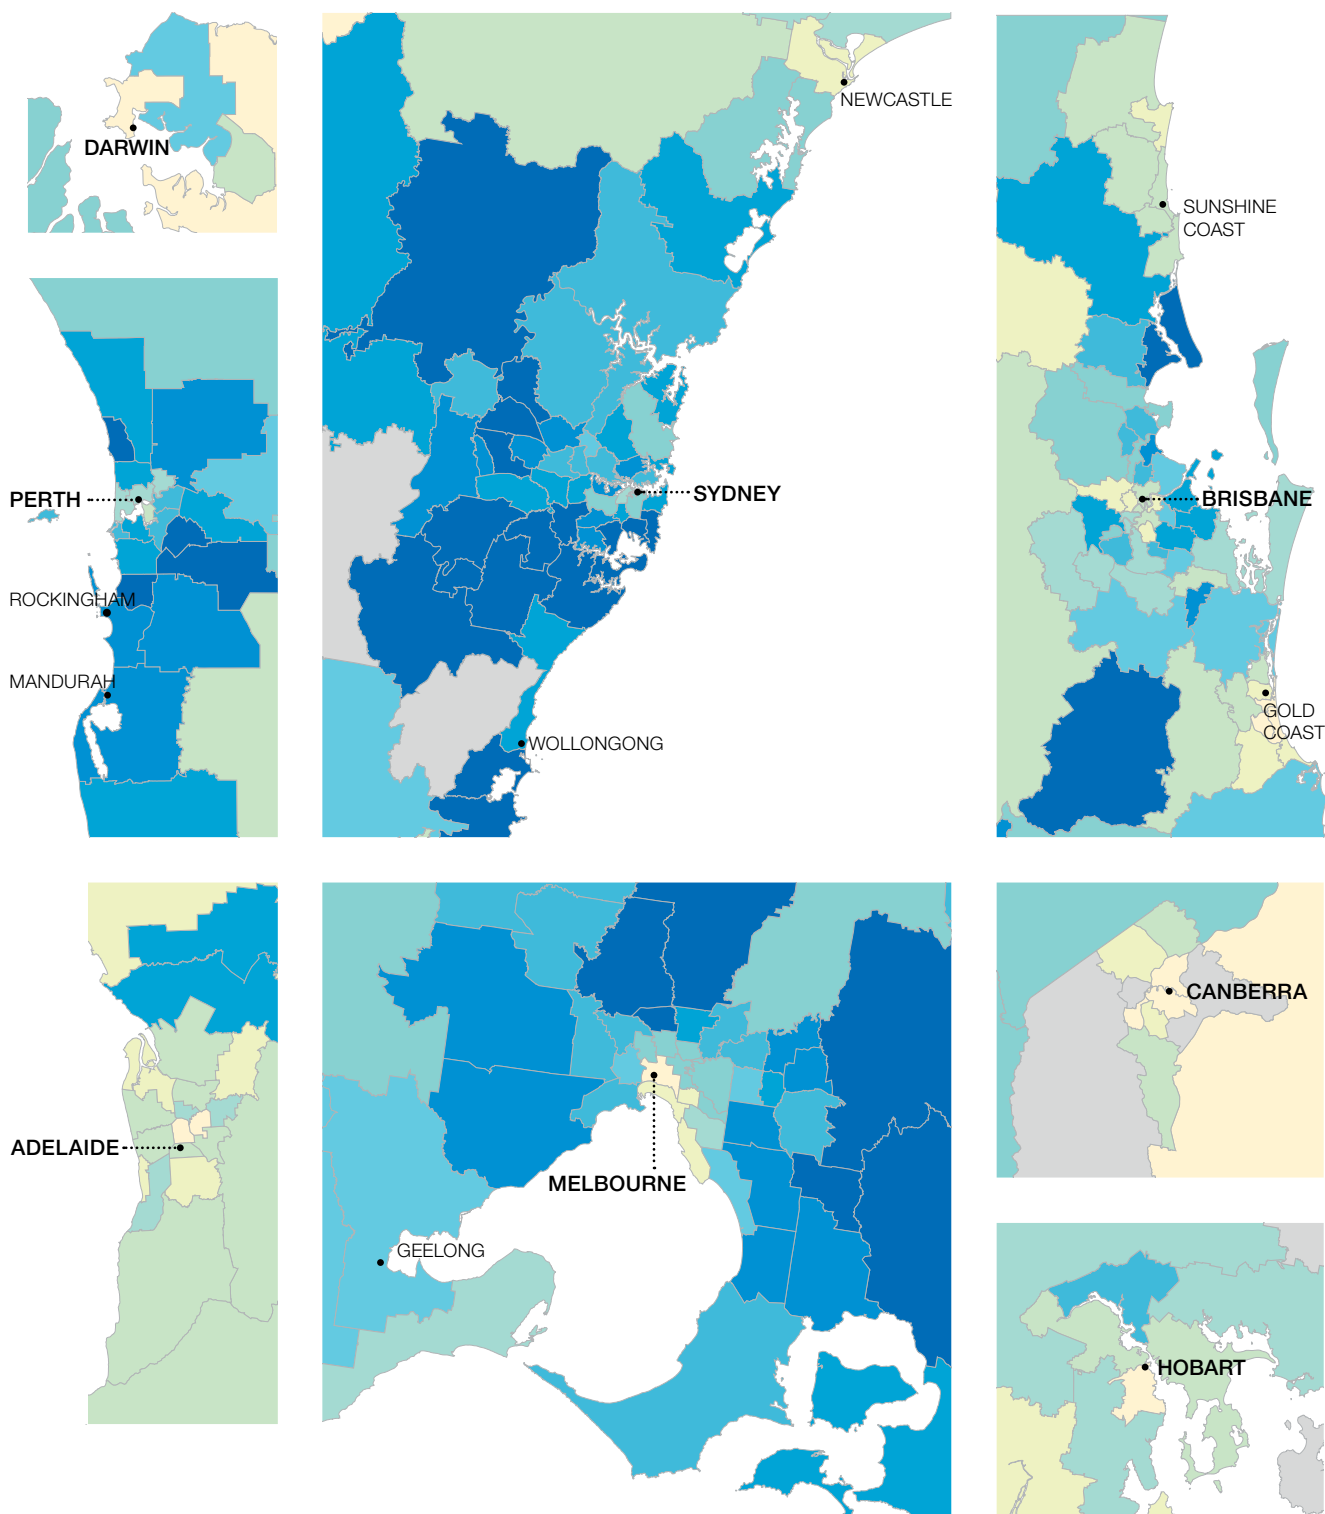 DARWIN
NEWCASTLE
SUNSHINE
COAST
PERTH
SYDNEY
BRISBANE
ROCKINGHAM
MANDURAH
WOLLONGONG
GOLD
COAST
ADELAIDE
MELBOURNE
GEELONG
CANBERRA
HOBART